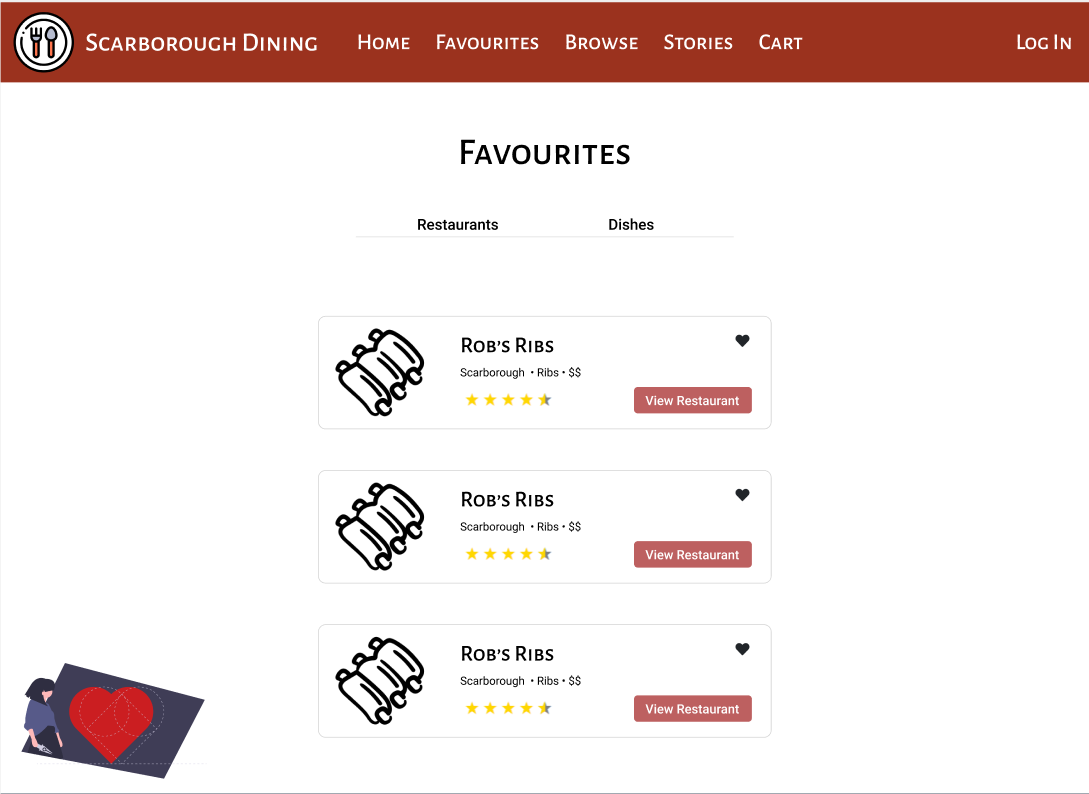 Scarborough Dining Home Favourites Browse Stories Cart Log In
Favourites
Restaurants Dishes
Rob's Ribs
Scarborough • Ribs • $$
View Restaurant
Rob's Ribs
Scarborough • Ribs • $$
View Restaurant
Rob's Ribs
Scarborough • Ribs • $$
View Restaurant